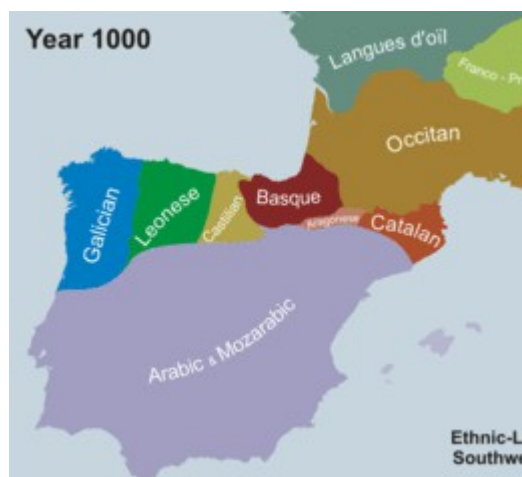 Year 1000
Langues d'oïl
Franco - Pr
Occitan
Galician
Leonese
Castilian
Basque
Aragonese
Catalan
Arabic & Mozarabic
Ethnic-L
Southwe